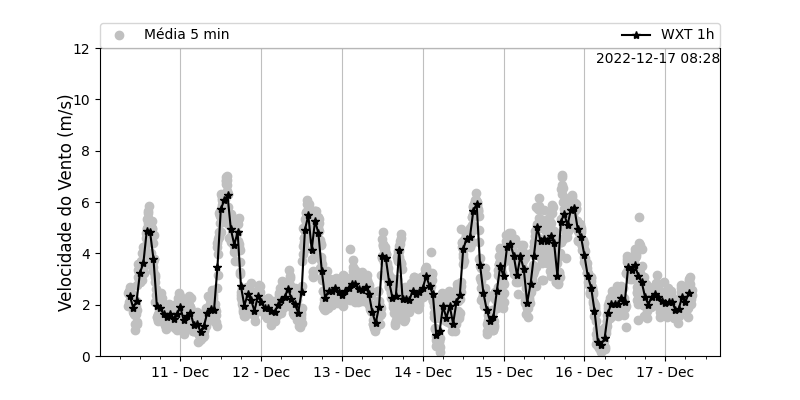 Média 5 min
WXT 1h
2022-12-17 08:28
Velocidade do Vento (m/s)
12
10
8
6
4
2
0
11 - Dec
12 - Dec
13 - Dec
14 - Dec
15 - Dec
16 - Dec
17 - Dec